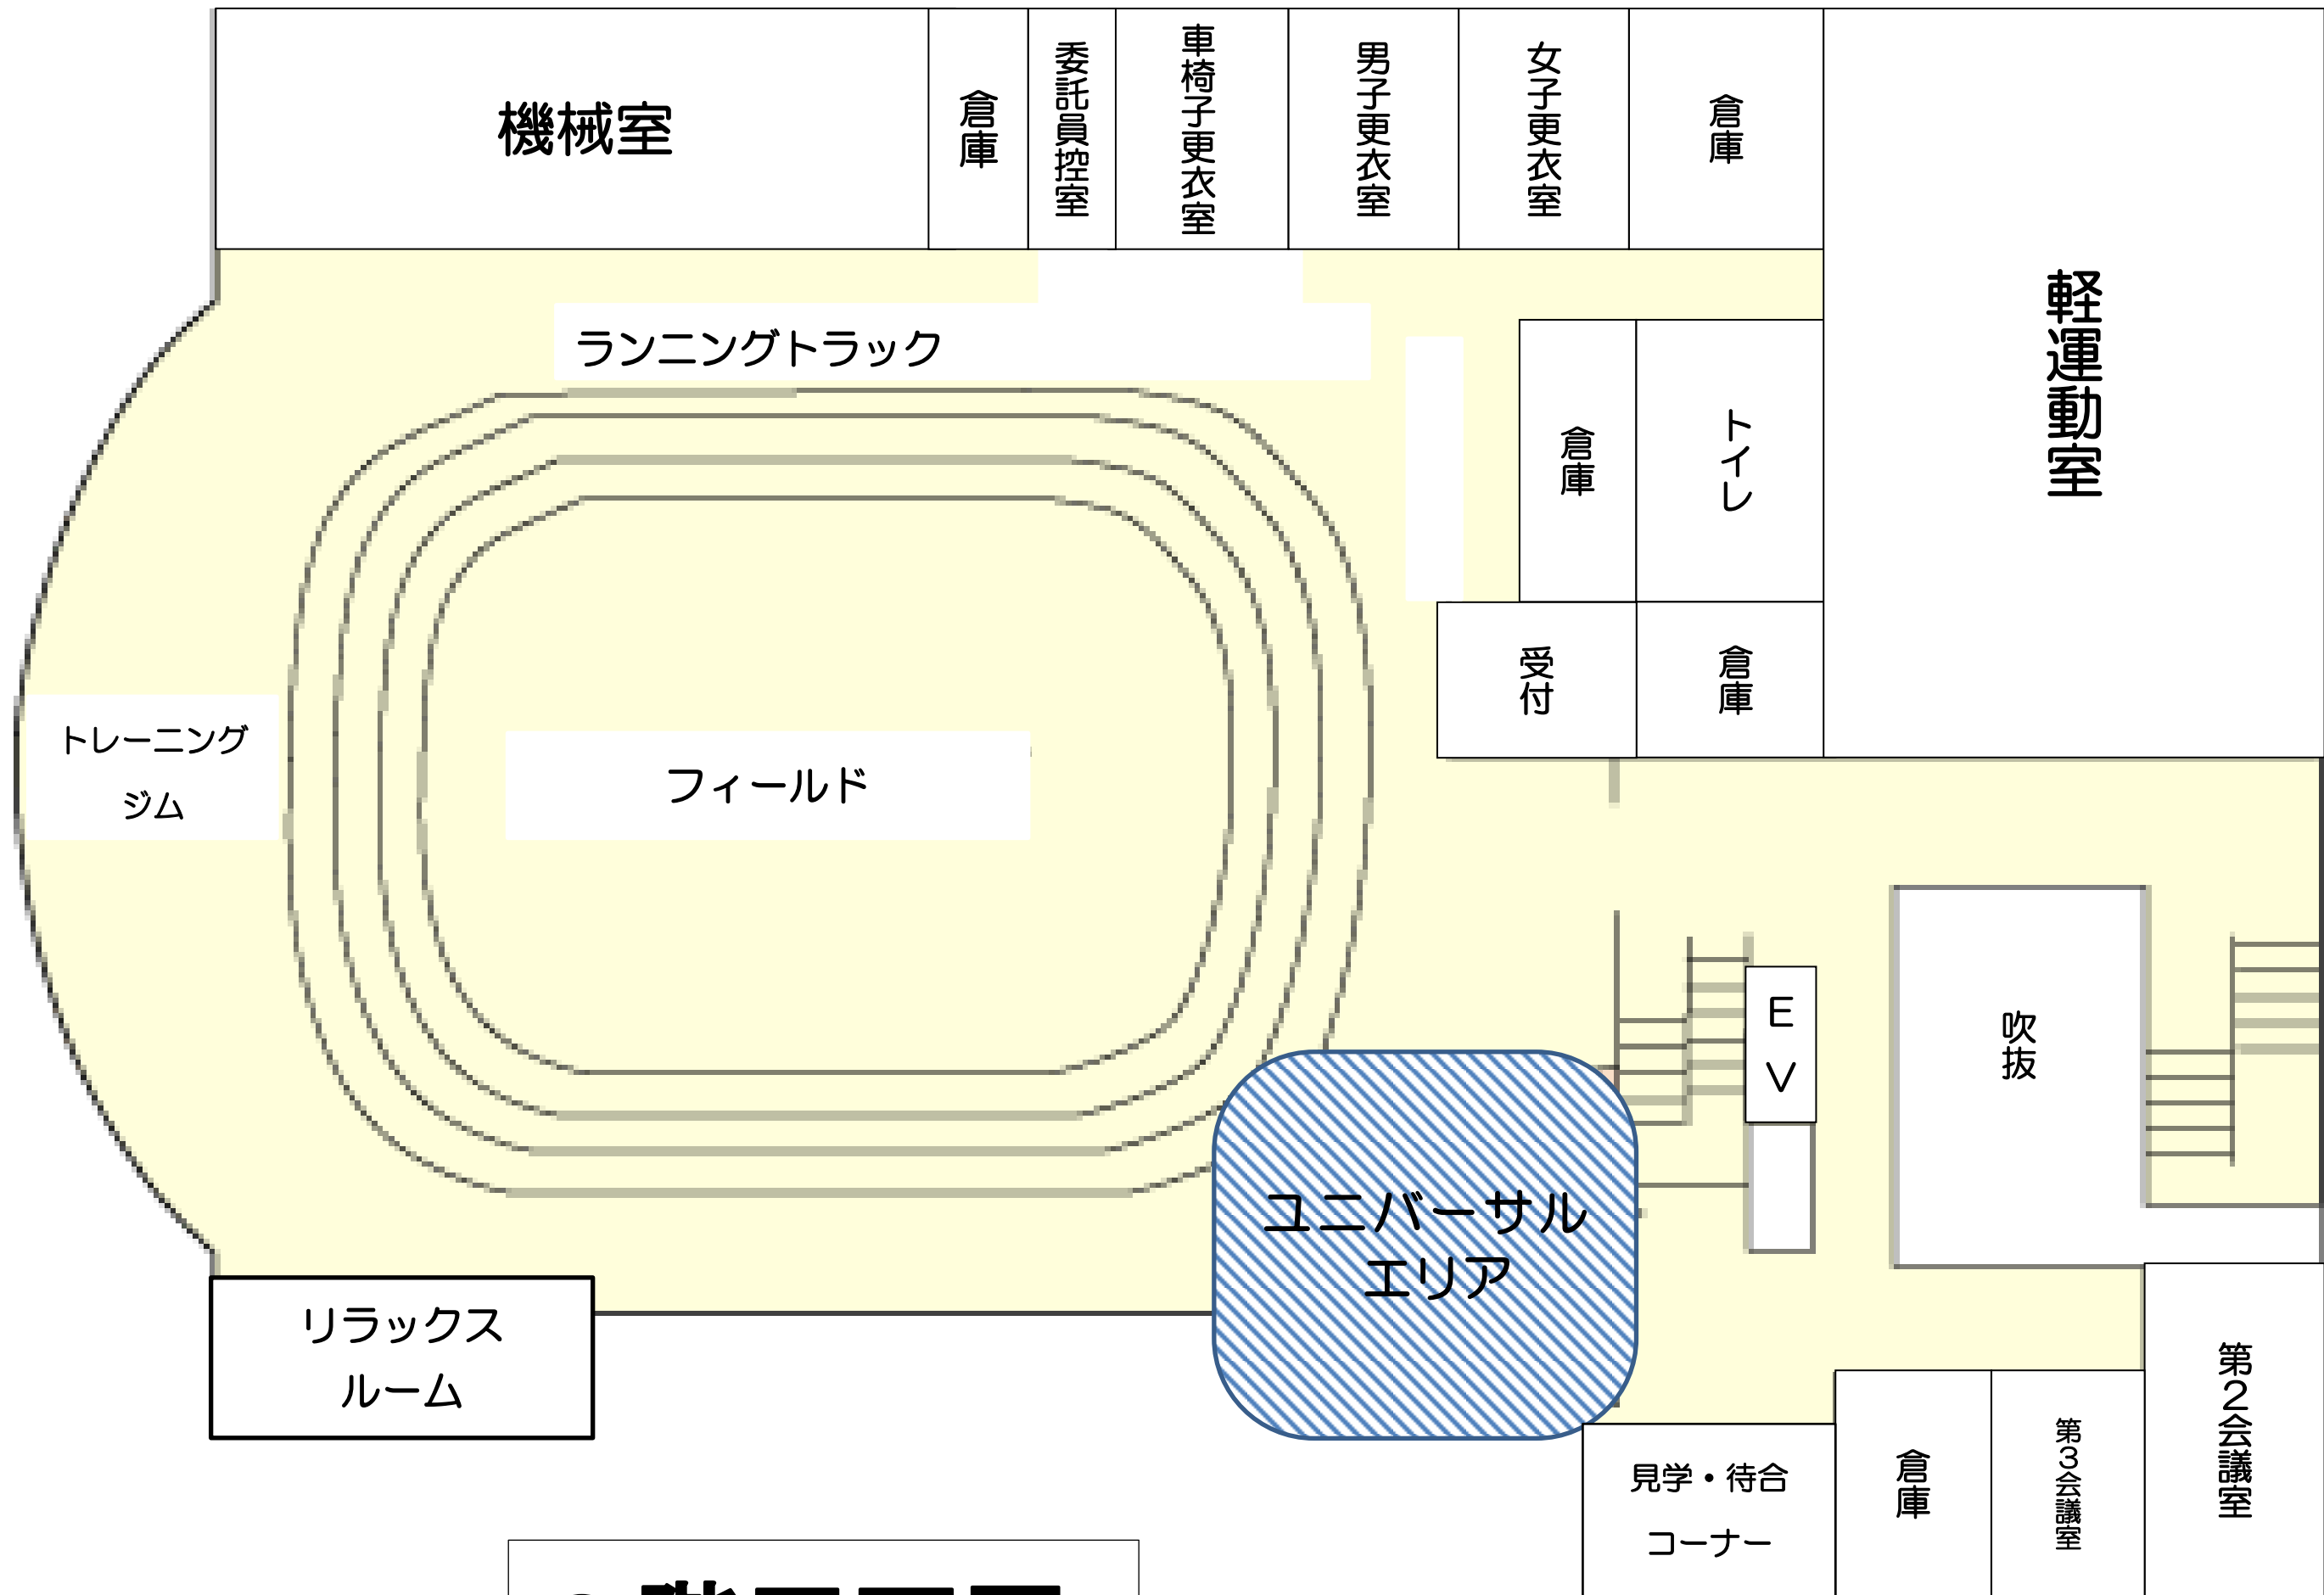 機械室
倉庫
委託員控室
車椅子更衣室
男子更衣室
女子更衣室
倉庫
軽運動室
ランニングトラック
倉庫
トイレ
受付
倉庫
トレーニング
ジム
フィールド
ＥＶ
吹抜
ユニバーサル
エリア
リラックス
ルーム
見学・待合
コーナー
倉庫
第３会議室
第２会議室